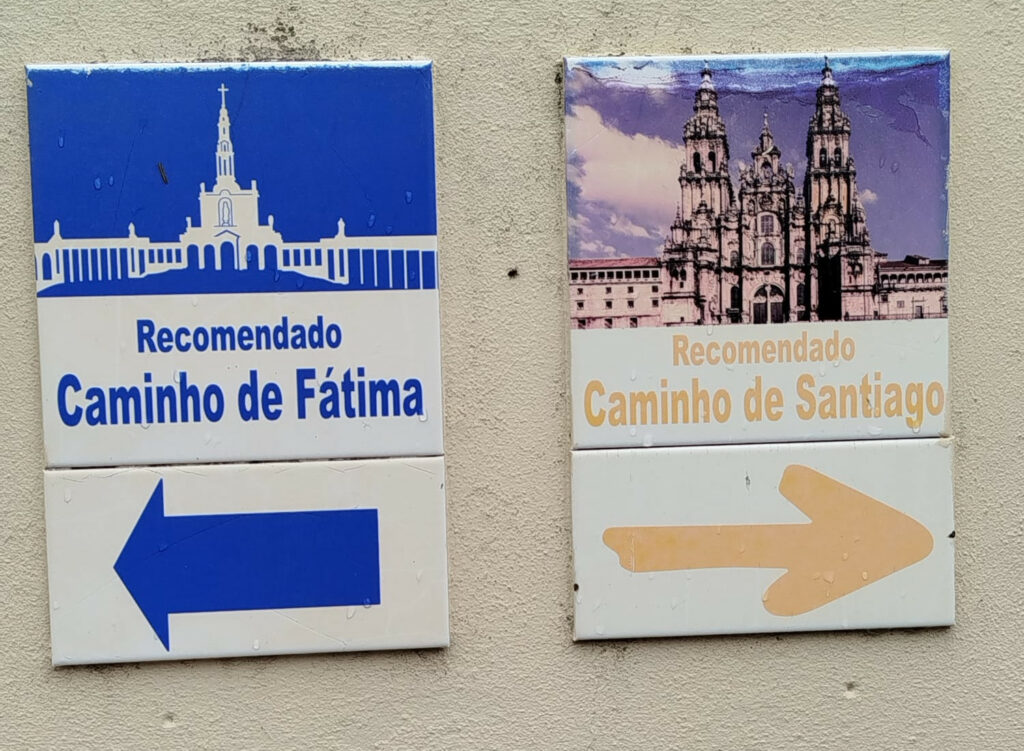 Recomendado
Caminho de Fátima
Recomendado
Caminho de Santiago